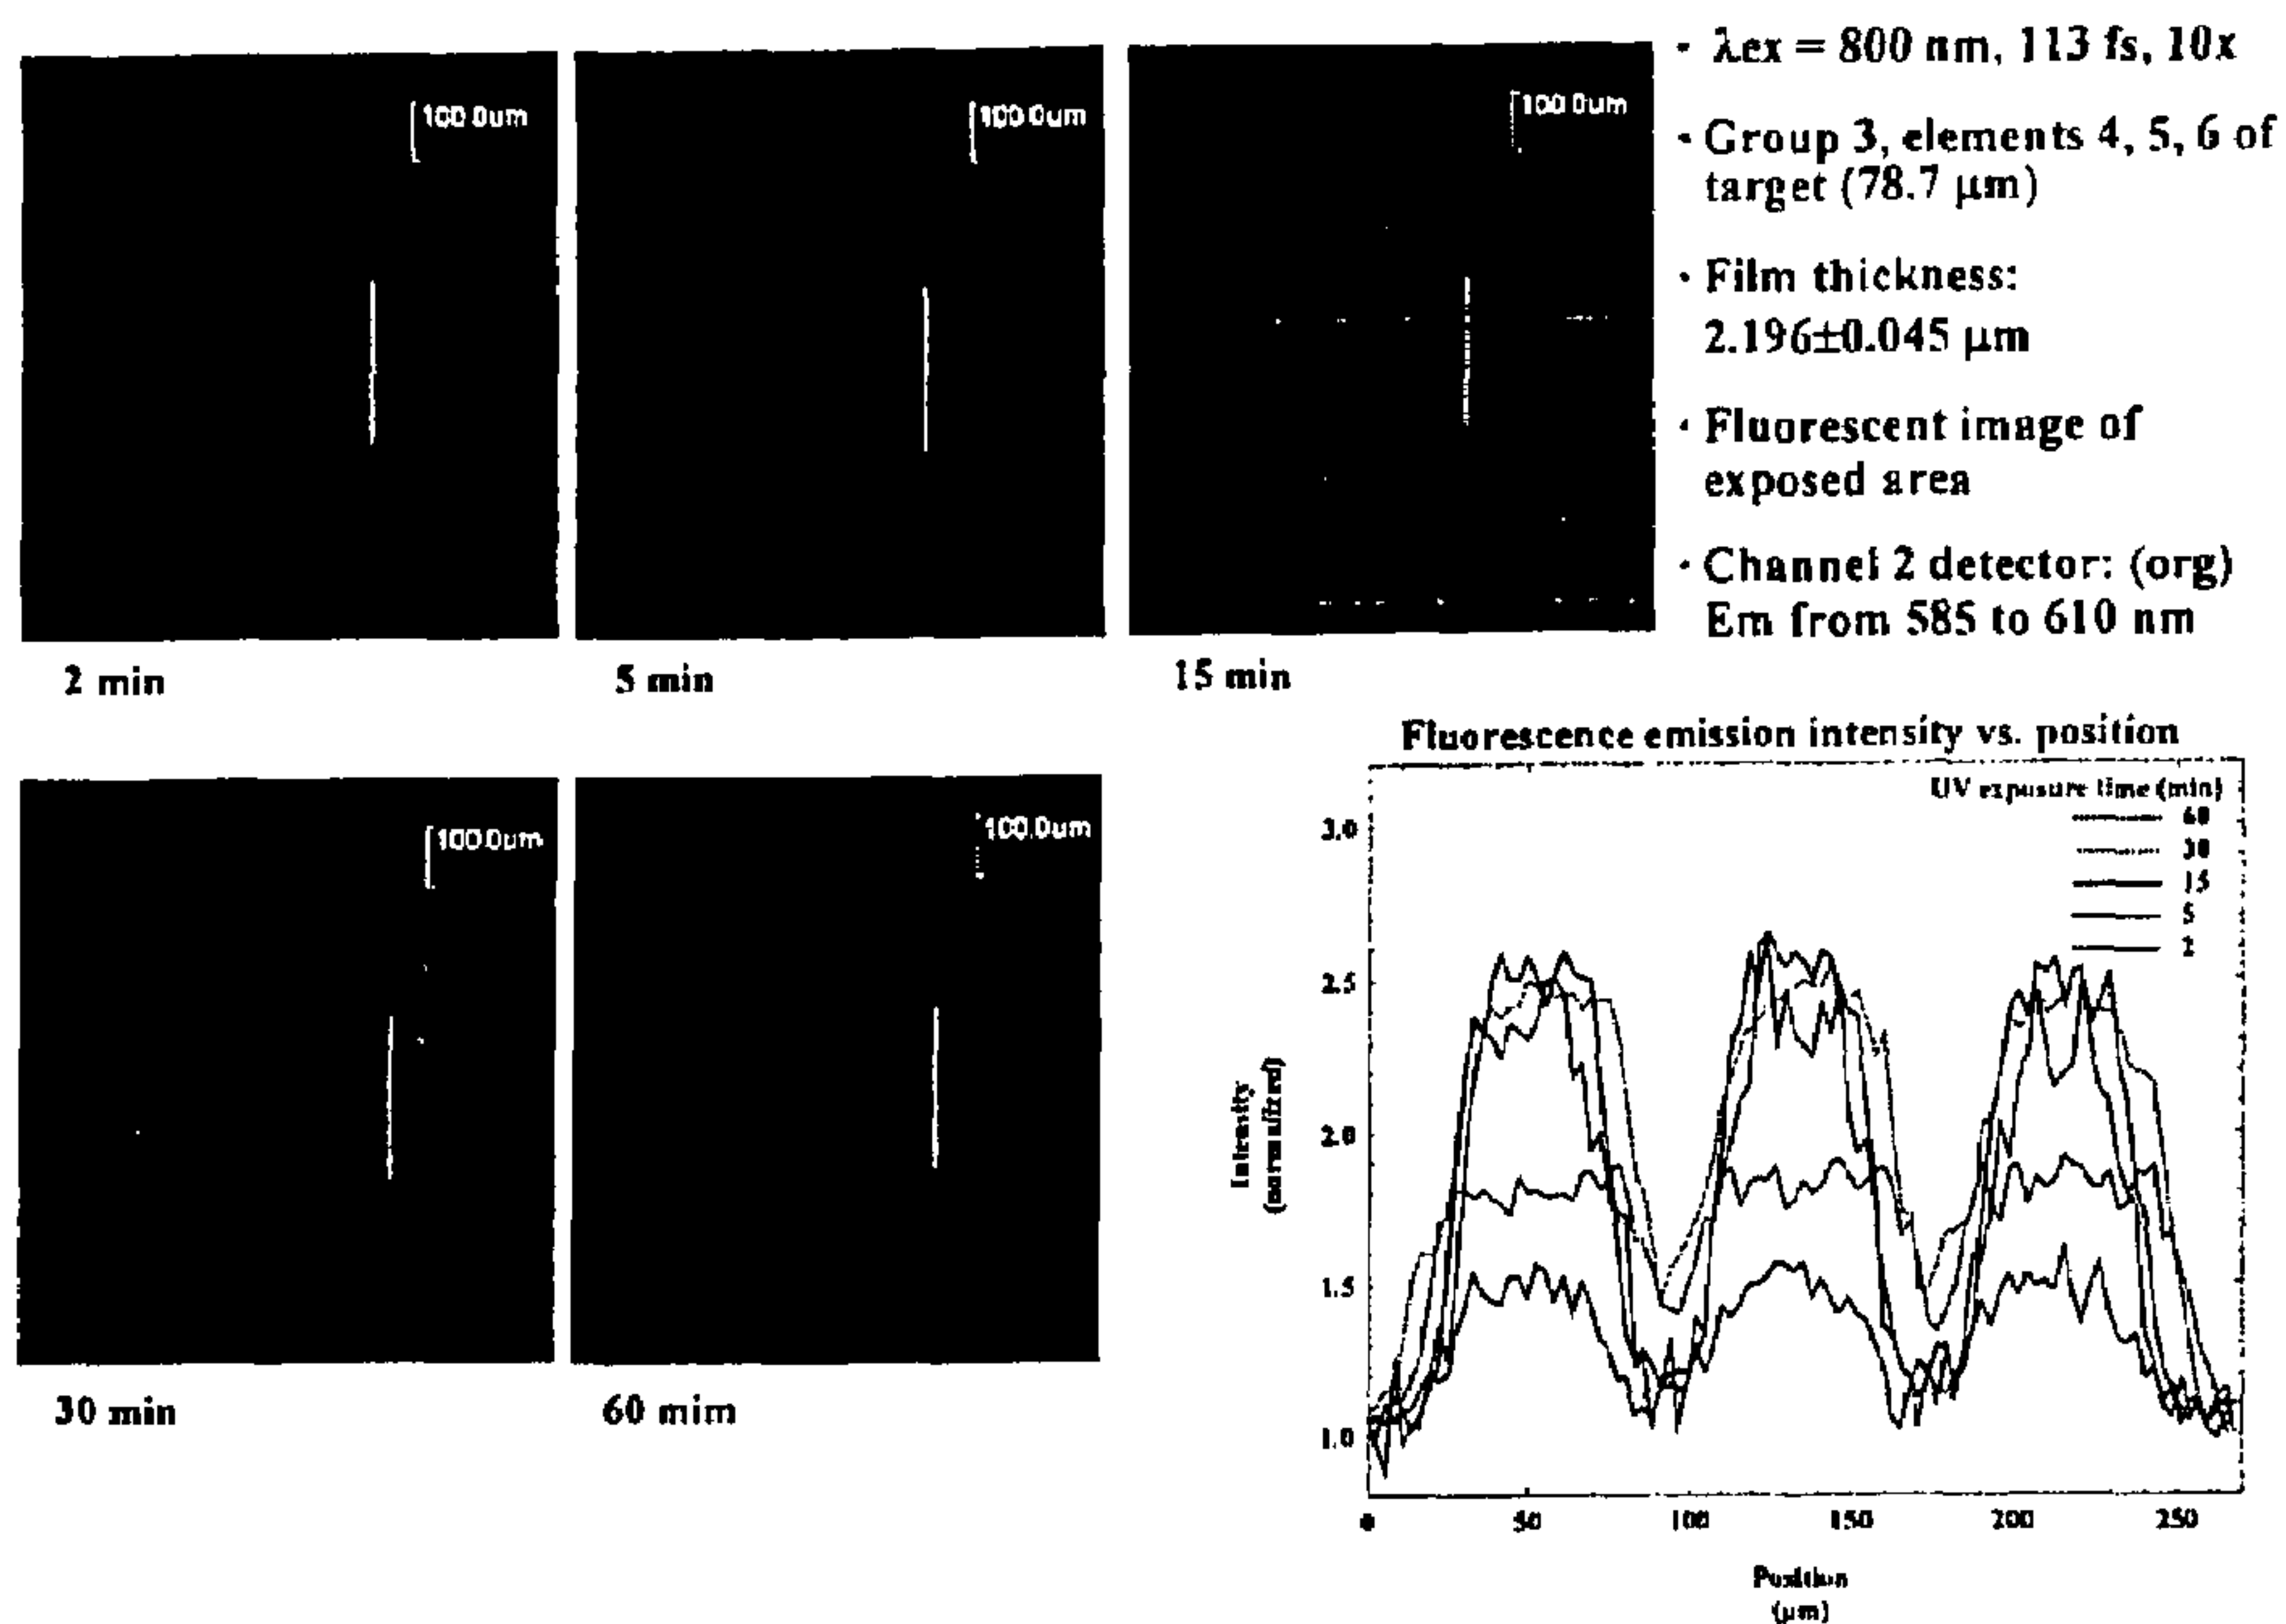 100.0um
100.0um
100.0um
2 min
5 min
15 min
· λex = 800 nm, 113 fs, 10x
· Group 3, elements 4, 5, 6 of
target (78.7 μm)
· Film thickness:
2.196±0.045 μm
· Fluorescent image of
exposed area
· Channel 2 detector: (org)
Em from 585 to 610 nm
100.0um
100.0um
30 min
60 mim
Fluorescence emission intensity vs. position
UV exposure time (min)
60
30
15
5
2
3.0
2.5
2.0
1.5
1.0
Intensity
(normalized)
0 50 100 150 200 250
Position
(μm)